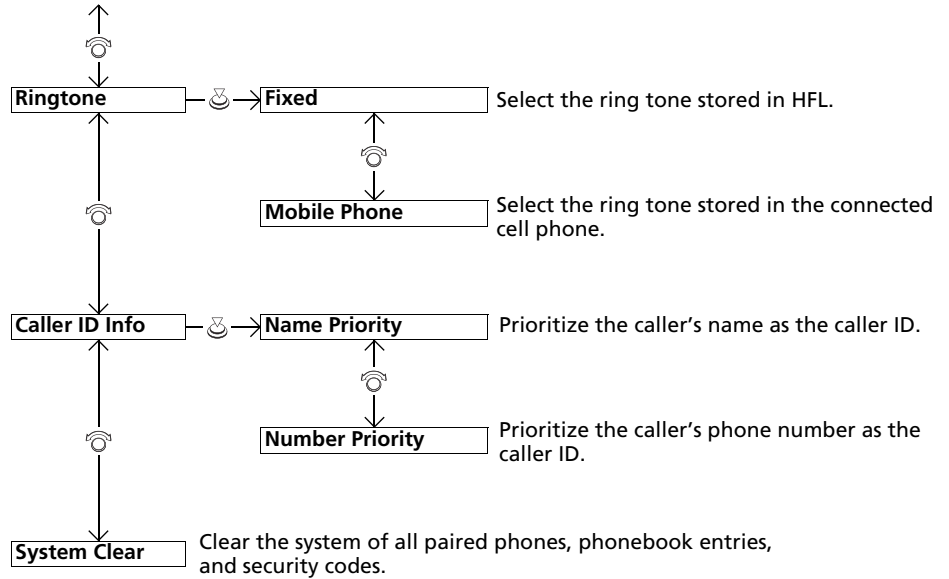 Ringtone
Fixed
Select the ring tone stored in HFL.
Mobile Phone
Select the ring tone stored in the connected
cell phone.
Caller ID Info
Name Priority
Prioritize the caller’s name as the caller ID.
Number Priority
Prioritize the caller’s phone number as the
caller ID.
System Clear
Clear the system of all paired phones, phonebook entries,
and security codes.